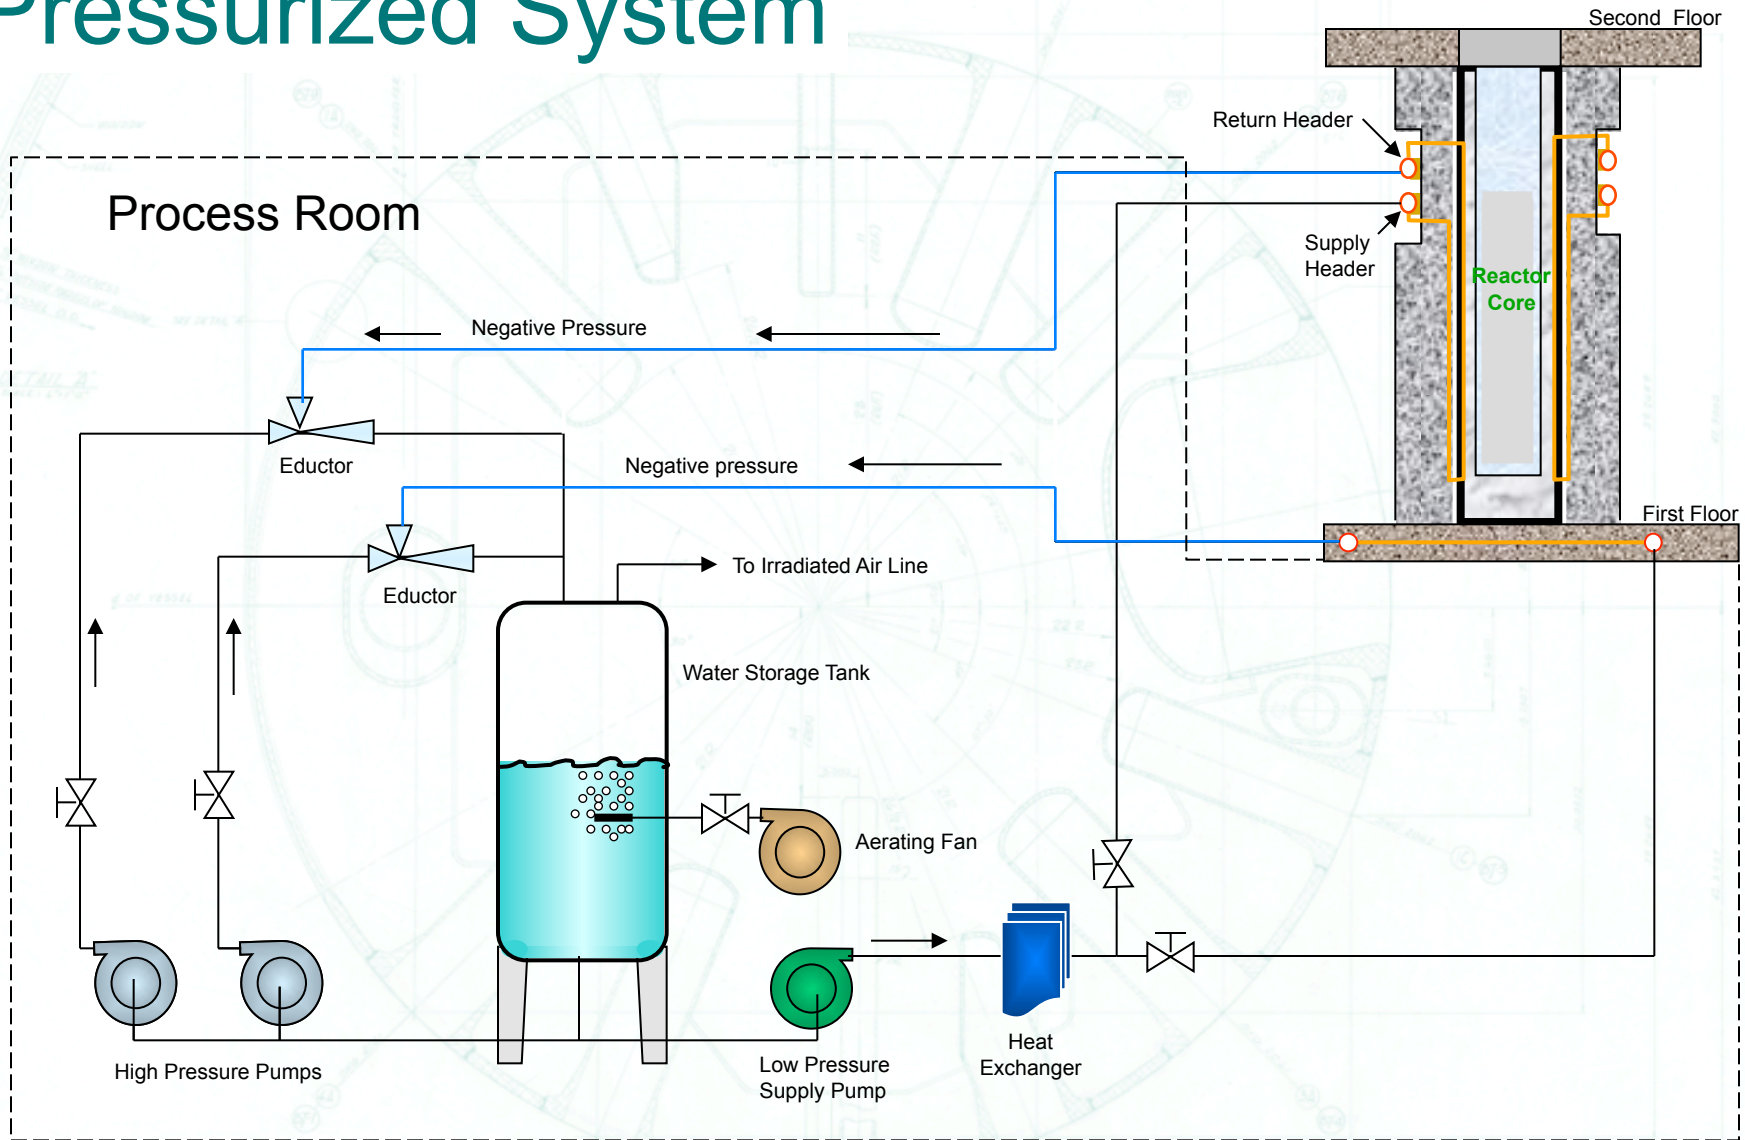 Pressurized System
Second Floor
Return Header
Process Room
Supply
Header
Reactor
Core
Negative Pressure
Eductor
Negative pressure
First Floor
To Irradiated Air Line
Eductor
Water Storage Tank
Aerating Fan
Heat
Exchanger
Low Pressure
Supply Pump
High Pressure Pumps